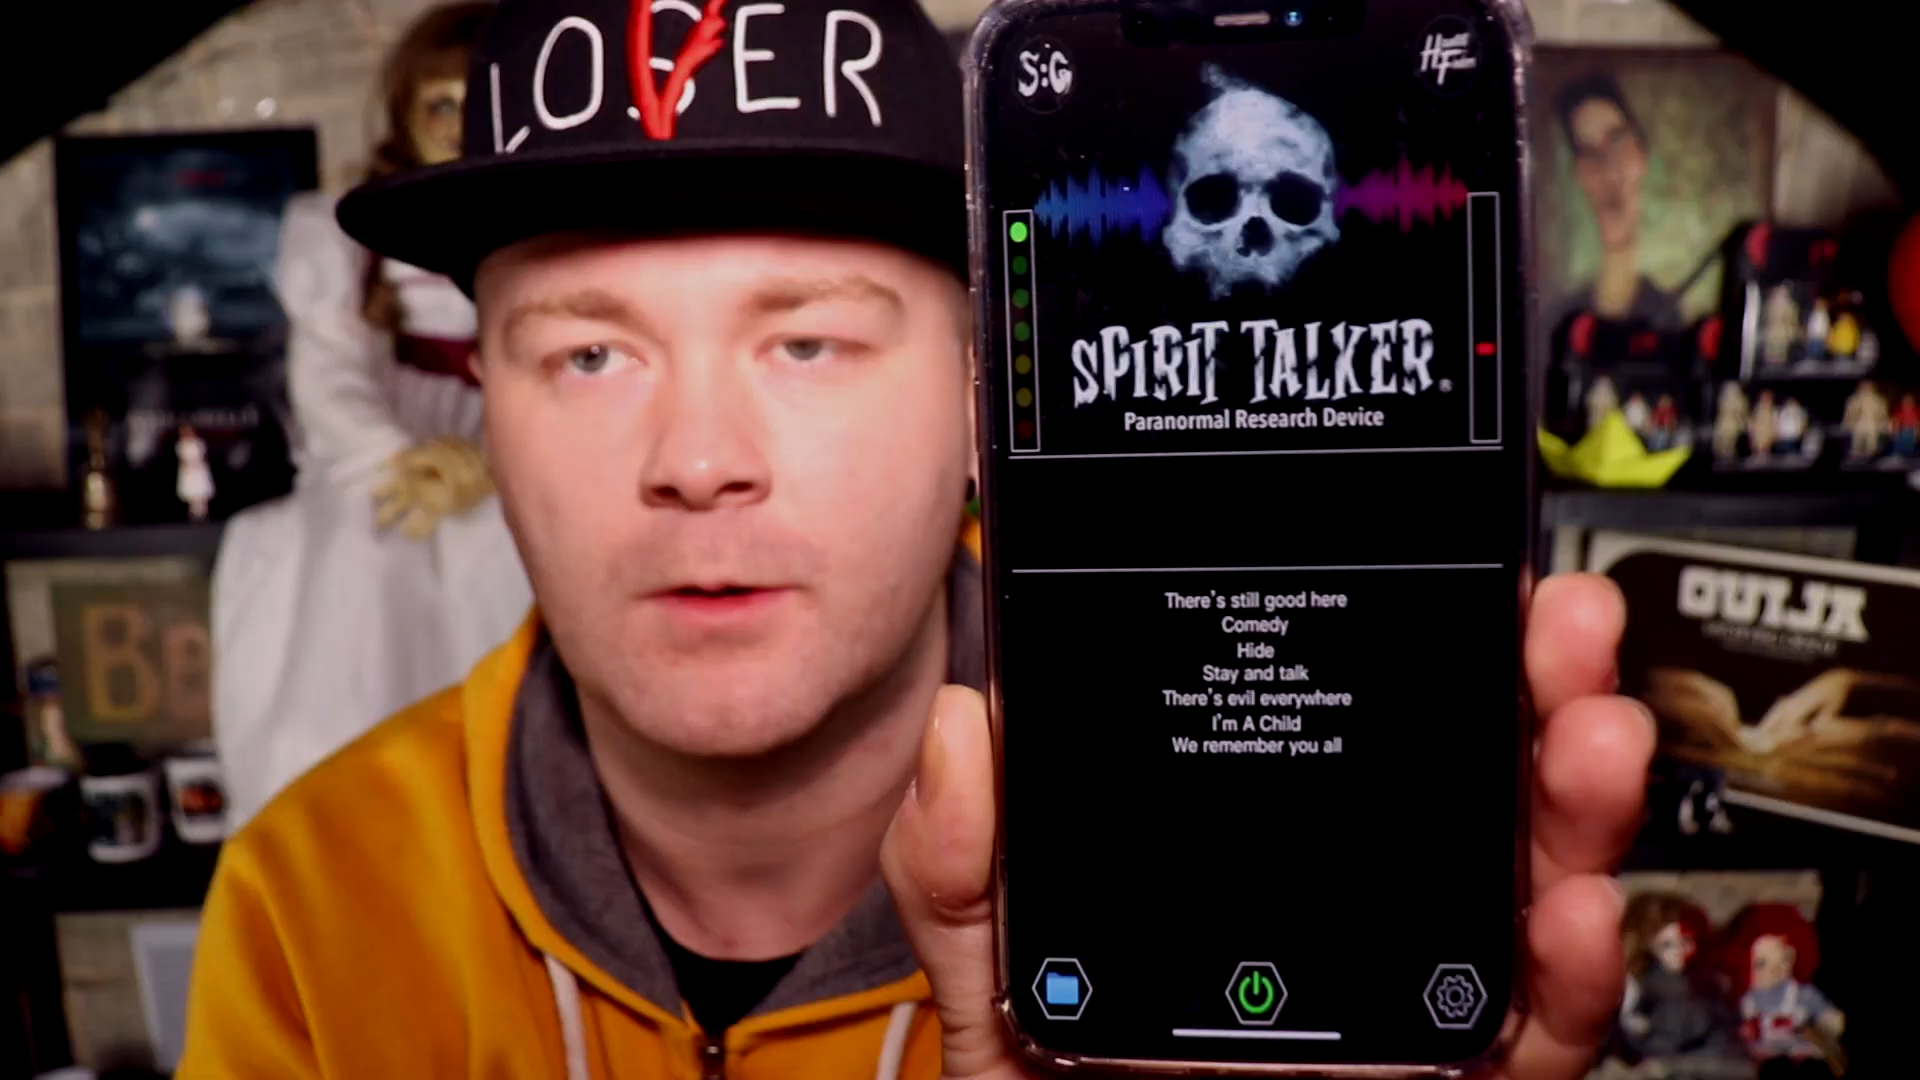 LOSER
S:G
SPIRIT TALKER®
Paranormal Research Device
There's still good here
Comedy
Hide
Stay and talk
There's evil everywhere
I'm A Child
We remember you all
OUIJA